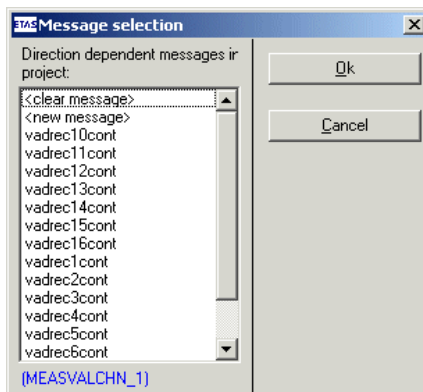 ETAS Message selection
Direction dependent messages ir
project:
<clear message>
<new message>
vadrec10cont
vadrec11cont
vadrec12cont
vadrec13cont
vadrec14cont
vadrec15cont
vadrec16cont
vadrec1cont
vadrec2cont
vadrec3cont
vadrec4cont
vadrec5cont
vadrec6cont
(MEASVALCHN_1)
Ok
Cancel